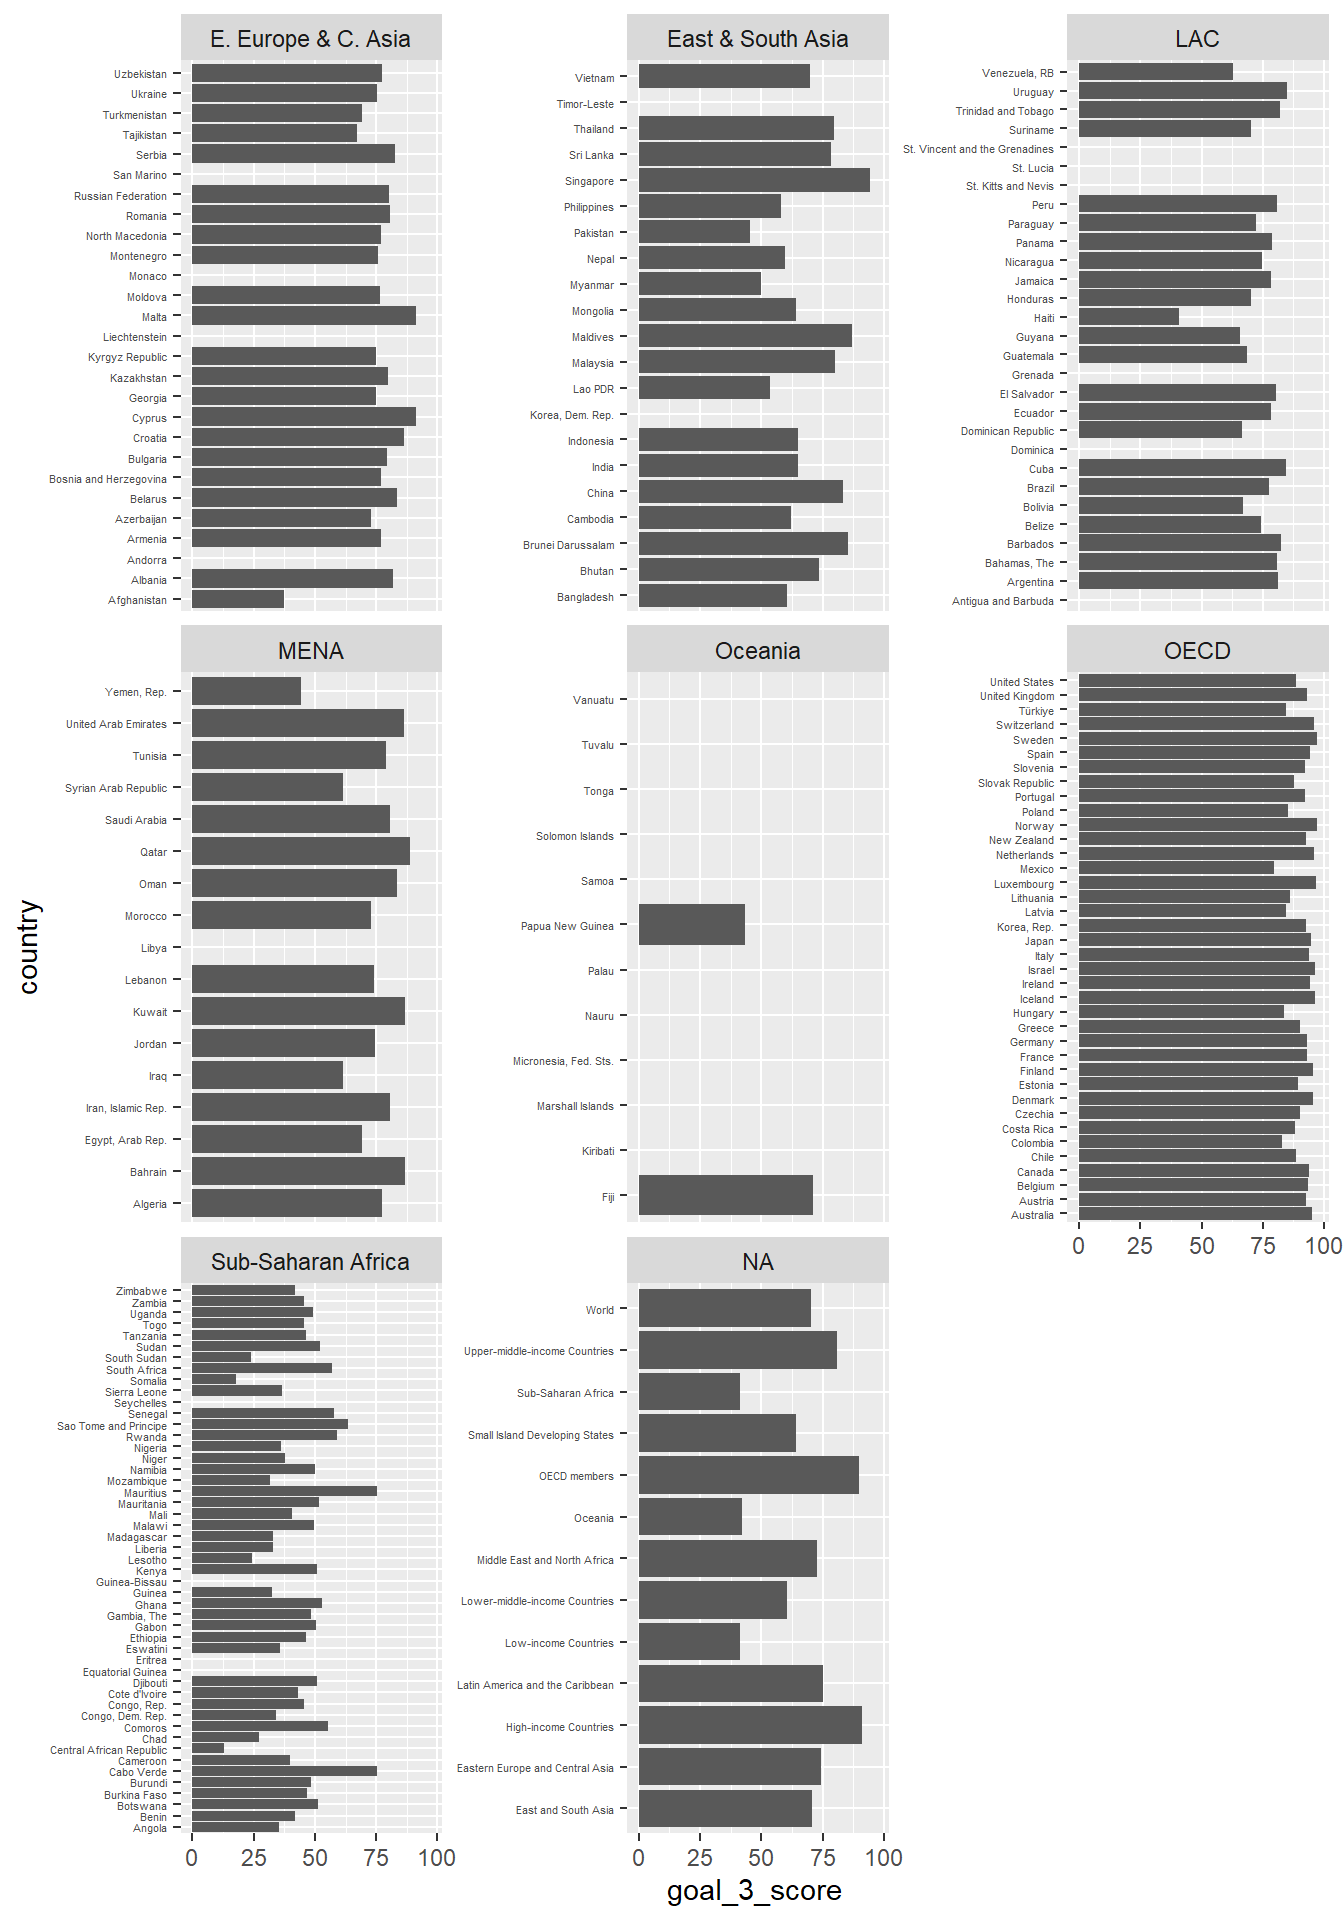 E. Europe & C. Asia
Uzbekistan
Ukraine
Turkmenistan
Tajikistan
Serbia
San Marino
Russian Federation
Romania
North Macedonia
Montenegro
Monaco
Moldova
Malta
Liechtenstein
Kyrgyz Republic
Kazakhstan
Georgia
Cyprus
Croatia
Bulgaria
Bosnia and Herzegovina
Belarus
Azerbaijan
Armenia
Andorra
Albania
Afghanistan
East & South Asia
Vietnam
Timor-Leste
Thailand
Sri Lanka
Singapore
Philippines
Pakistan
Nepal
Myanmar
Mongolia
Maldives
Malaysia
Lao PDR
Korea, Dem. Rep.
Indonesia
India
China
Cambodia
Brunei Darussalam
Bhutan
Bangladesh
LAC
Venezuela, RB
Uruguay
Trinidad and Tobago
Suriname
St. Vincent and the Grenadines
St. Lucia
St. Kitts and Nevis
Peru
Paraguay
Panama
Nicaragua
Jamaica
Honduras
Haiti
Guyana
Guatemala
Grenada
El Salvador
Ecuador
Dominican Republic
Dominica
Cuba
Brazil
Bolivia
Belize
Barbados
Bahamas, The
Argentina
Antigua and Barbuda
country
MENA
Yemen, Rep.
United Arab Emirates
Tunisia
Syrian Arab Republic
Saudi Arabia
Qatar
Oman
Morocco
Libya
Lebanon
Kuwait
Jordan
Iraq
Iran, Islamic Rep.
Egypt, Arab Rep.
Bahrain
Algeria
Oceania
Vanuatu
Tuvalu
Tonga
Solomon Islands
Samoa
Papua New Guinea
Palau
Nauru
Micronesia, Fed. Sts.
Marshall Islands
Kiribati
Fiji
OECD
United States
United Kingdom
Türkiye
Switzerland
Sweden
Spain
Slovenia
Slovak Republic
Portugal
Poland
Norway
New Zealand
Netherlands
Mexico
Luxembourg
Lithuania
Latvia
Korea, Rep.
Japan
Italy
Israel
Ireland
Iceland
Hungary
Greece
Germany
France
Finland
Estonia
Denmark
Czechia
Costa Rica
Colombia
Chile
Canada
Belgium
Austria
Australia
0 25 50 75 100
Sub-Saharan Africa
Zimbabwe
Zambia
Uganda
Togo
Tanzania
Sudan
South Sudan
South Africa
Somalia
Sierra Leone
Seychelles
Senegal
Sao Tome and Principe
Rwanda
Nigeria
Niger
Namibia
Mozambique
Mauritius
Mauritania
Mali
Malawi
Madagascar
Liberia
Lesotho
Kenya
Guinea-Bissau
Guinea
Ghana
Gambia, The
Gabon
Ethiopia
Eswatini
Eritrea
Equatorial Guinea
Djibouti
Cote d'Ivoire
Congo, Rep.
Congo, Dem. Rep.
Comoros
Chad
Central African Republic
Cameroon
Cabo Verde
Burundi
Burkina Faso
Botswana
Benin
Angola
0 25 50 75 100
NA
World
Upper-middle-income Countries
Sub-Saharan Africa
Small Island Developing States
OECD members
Oceania
Middle East and North Africa
Lower-middle-income Countries
Low-income Countries
Latin America and the Caribbean
High-income Countries
Eastern Europe and Central Asia
East and South Asia
0 25 50 75 100
goal_3_score